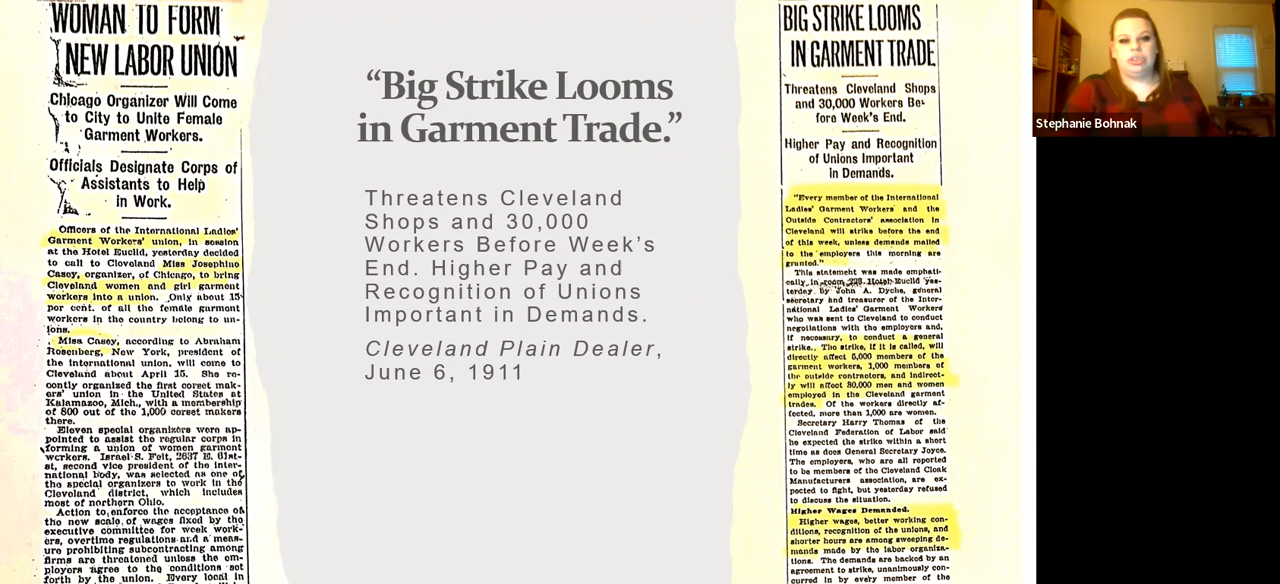 WOMAN TO FORM
NEW LABOR UNION
Chicago Organizer Will Come
to City to Unite Female
Garment Workers.
Officials Designate Corps of
Assistants to Help
in Work.
Officers of the International Ladies'
Garment Workers' union, in session
at the Hotel Euclid, yesterday decided
to call to Cleveland Miss Josephine
Casey, organizer, of Chicago, to bring
Cleveland women and girl garment
workers into a union. Only about 15
per cent. of all the female garment
workers in the country belong to un-
ions.
Miss Casey, according to Abraham
Rosenberg, New York, president of
the international union, will come to
Cleveland about April 15. She re-
cently organized the first corset mak-
ers' union in the United States at
Kalamazoo, Mich., with a membership
of 800 out of the 1,000 corset makers
there.
Eleven special organizers were ap-
pointed to assist the regular corps in
forming a union of women garment
workers. Israel S. Feit, 2637 E. 61st-
st, second vice president of the inter-
national body, was selected as one of
the special organizers to work in the
Cleveland district, which includes
most of northern Ohio.
Action to enforce the acceptance of
the new scale of wages fixed by the
executive committee for week work-
ers, overtime regulations and a meas-
ure prohibiting subcontracting among
firms are threatened unless the em-
ployers agree to the conditions set
forth by the union. Every local in
“Big Strike Looms
in Garment Trade.”
Threatens Cleveland
Shops and 30,000
Workers Before Week’s
End. Higher Pay and
Recognition of Unions
Important in Demands.
Cleveland Plain Dealer,
June 6, 1911
BIG STRIKE LOOMS
IN GARMENT TRADE
Threatens Cleveland Shops
and 30,000 Workers Be-
fore Week's End.
Higher Pay and Recognition
of Unions Important
in Demands.
"Every member of the International
Ladies' Garment Workers and the
Outside Contractors' association in
Cleveland will strike before the end
of this week, unless demands mailed
to the employers this morning are
granted."
This statement was made emphati-
cally in room 228, Hotel Euclid yes-
terday by John A. Dyche, general
secretary and treasurer of the Inter-
national Ladies' Garment Workers
who was sent to Cleveland to conduct
negotiations with the employers and,
if necessary, to conduct a general
strike. The strike, if it is called, will
directly affect 5,000 members of the
garment workers, 1,000 members of
the outside contractors, and indirect-
ly will affect 30,000 men and women
employed in the Cleveland garment
trades. Of the workers directly af-
fected, more than 1,000 are women.
Secretary Harry Thomas of the
Cleveland Federation of Labor said
he expected the strike within a short
time as does General Secretary Joyce.
The employers, who are all reported
to be members of the Cleveland Cloak
Manufacturers association, are ex-
pected to fight, but yesterday refused
to discuss the situation.
Higher Wages Demanded.
Higher wages, better working con-
ditions, recognition of the unions, and
shorter hours are among sweeping de-
mands made by the labor organiza-
tions. The demands are backed by an
agreement to strike, unanimously con-
curred in by every member of the
Stephanie Bohnak